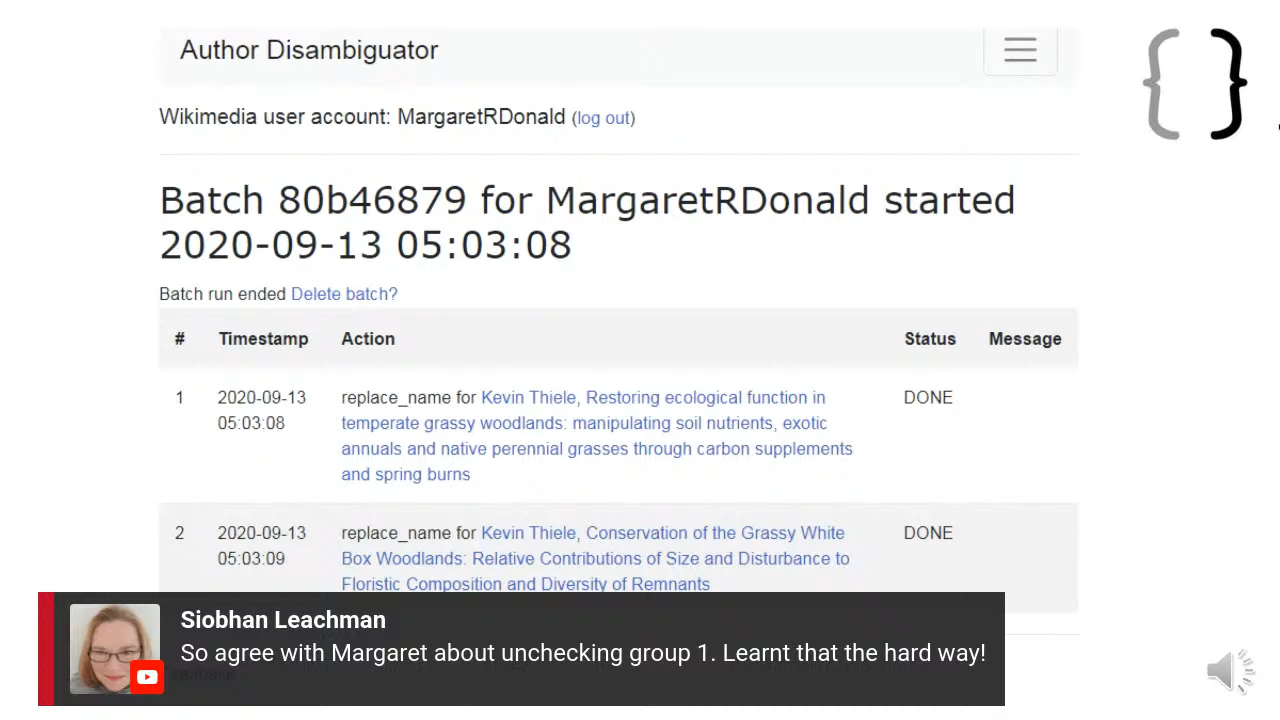 Author Disambiguator
Wikimedia user account: MargaretRDonald (log out)
Batch 80b46879 for MargaretRDonald started
2020-09-13 05:03:08
Batch run ended Delete batch?
# Timestamp Action Status Message
1 2020-09-13 replace_name for Kevin Thiele, Restoring ecological function in DONE
05:03:08 temperate grassy woodlands: manipulating soil nutrients, exotic
annuals and native perennial grasses through carbon supplements
and spring burns
2 2020-09-13 replace_name for Kevin Thiele, Conservation of the Grassy White DONE
05:03:09 Box Woodlands: Relative Contributions of Size and Disturbance to
Floristic Composition and Diversity of Remnants
Siobhan Leachman
So agree with Margaret about unchecking group 1. Learnt that the hard way!